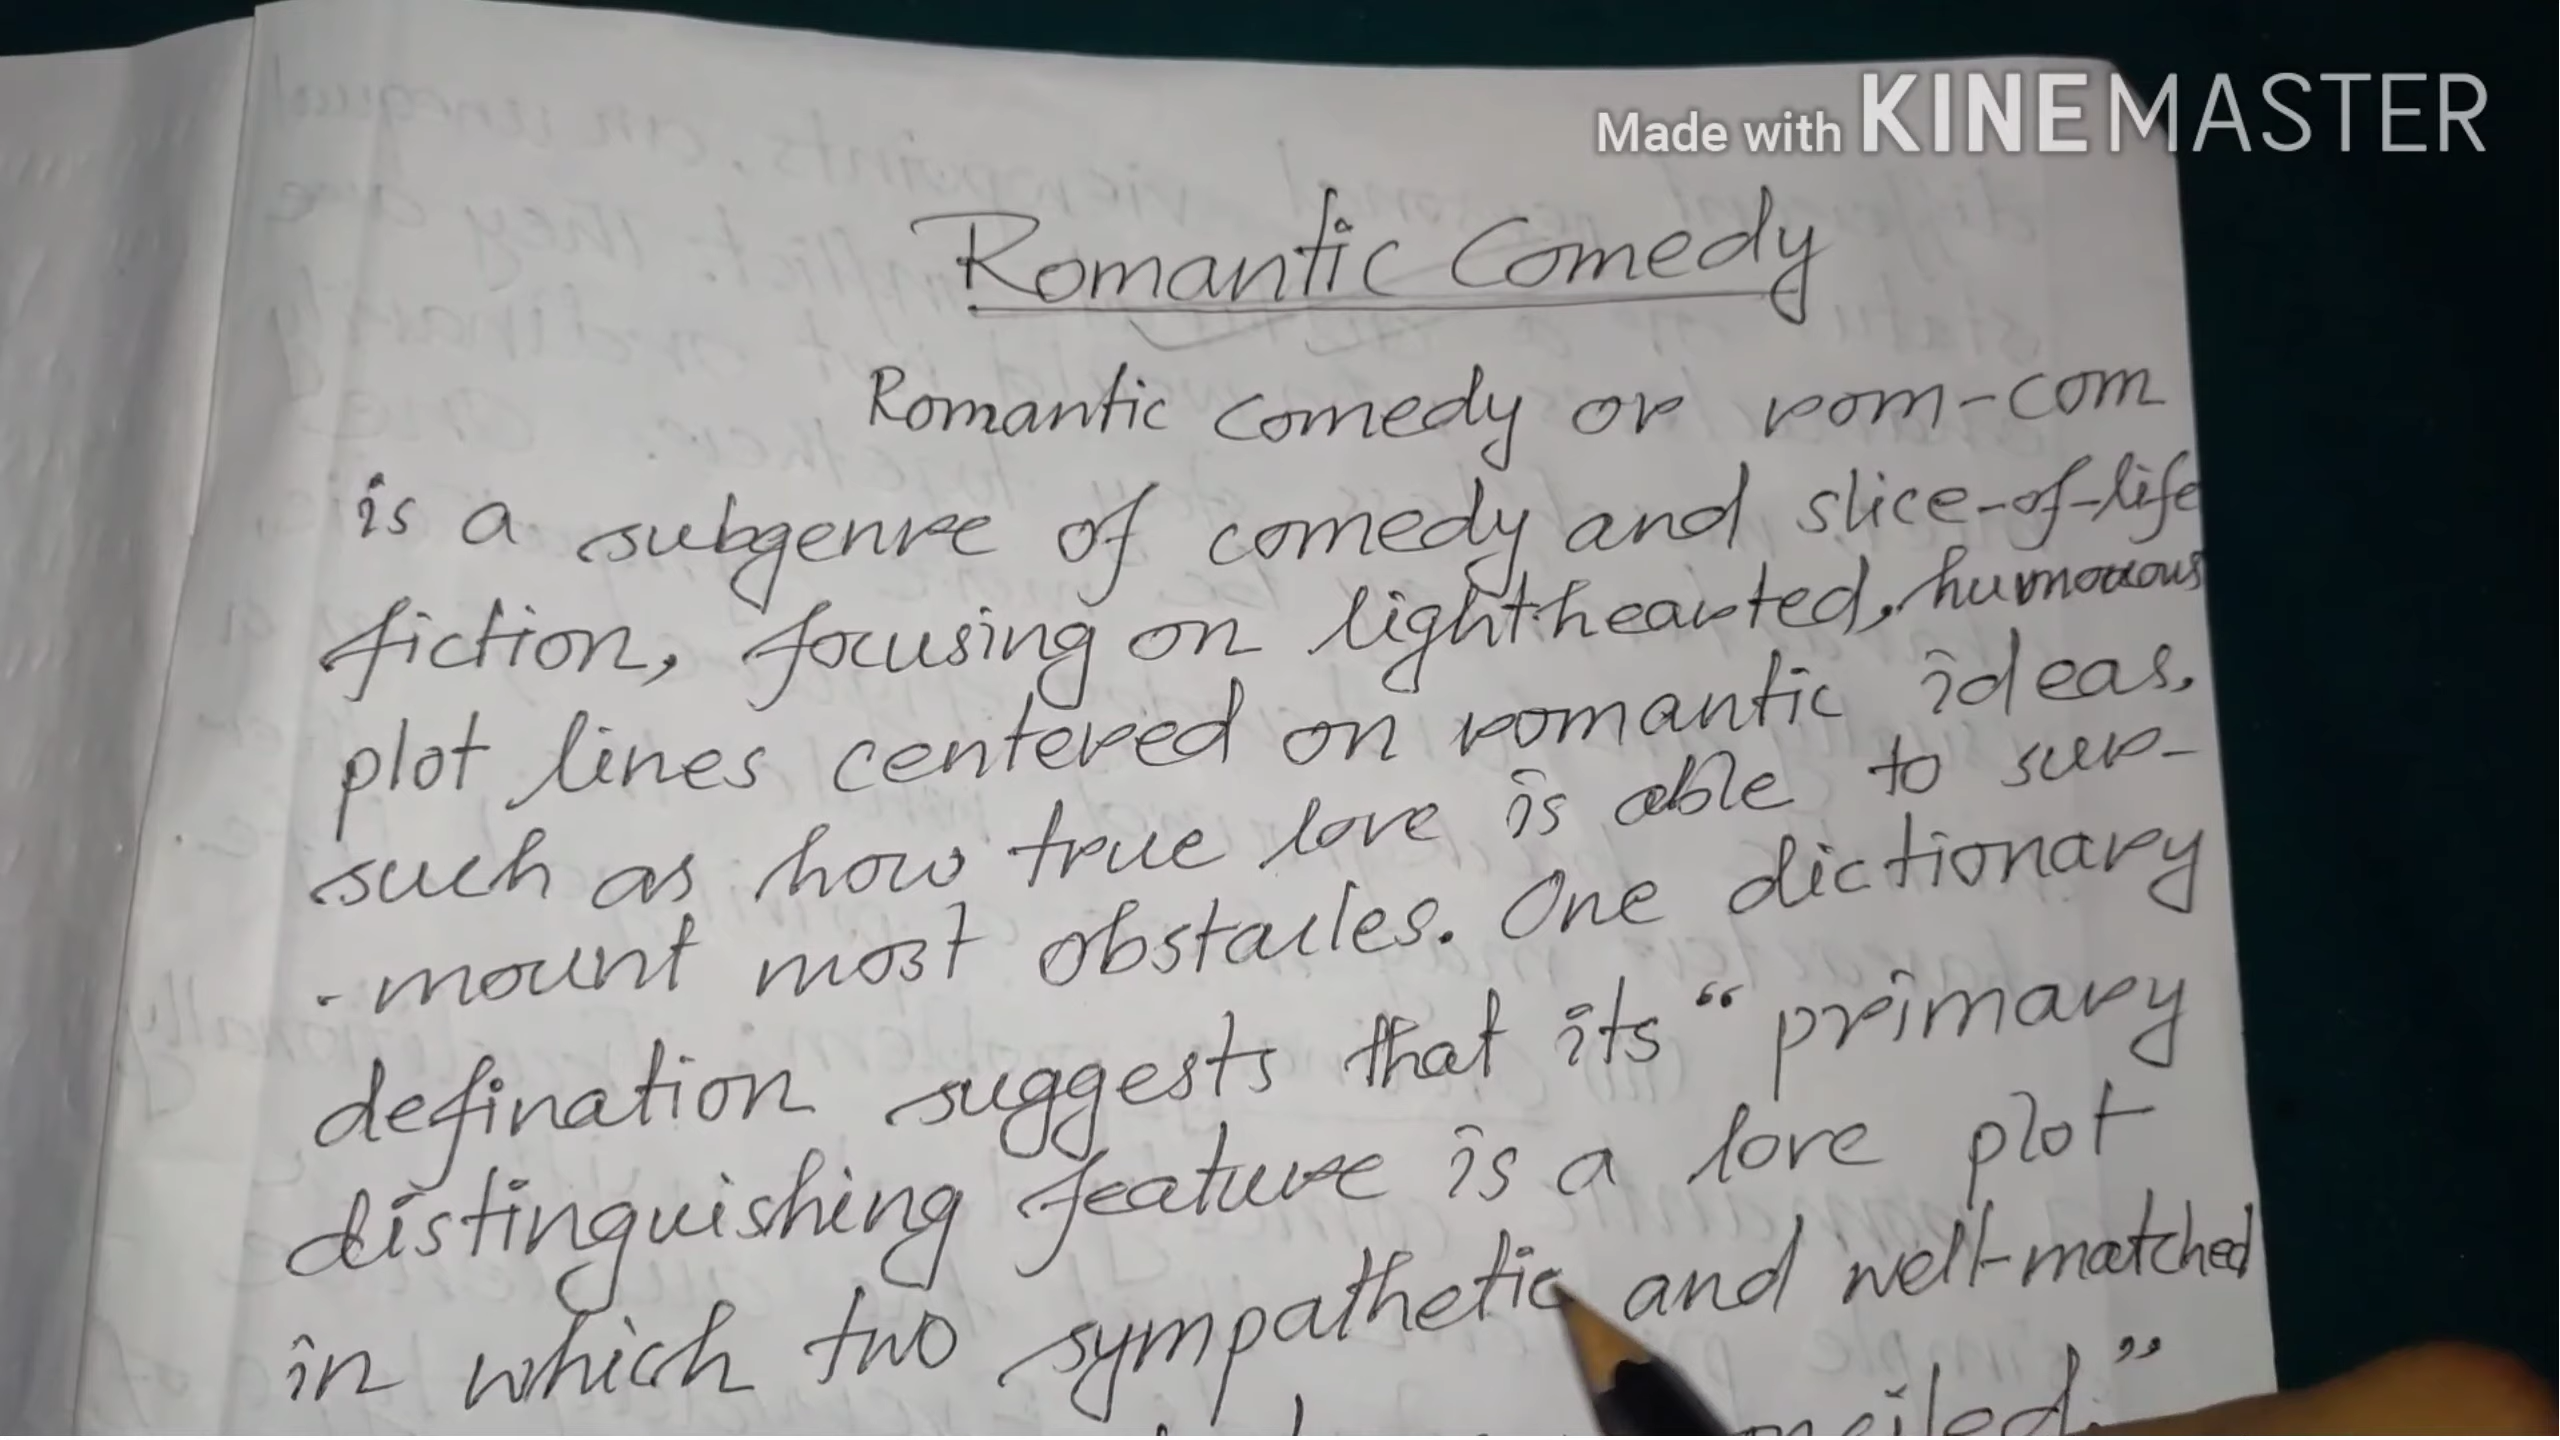 Made with KINEMASTER
Romantic Comedy
Romantic comedy or rom-com
is a subgenre of comedy and slice-of-life
fiction, focusing on light-hearted, humorous
plot lines centered on romantic ideas,
such as how true love is able to sur-
-mount most obstacles. One dictionary
defination suggests that its "primary
distinguishing feature is a love plot
in which two sympathetic and well-matched